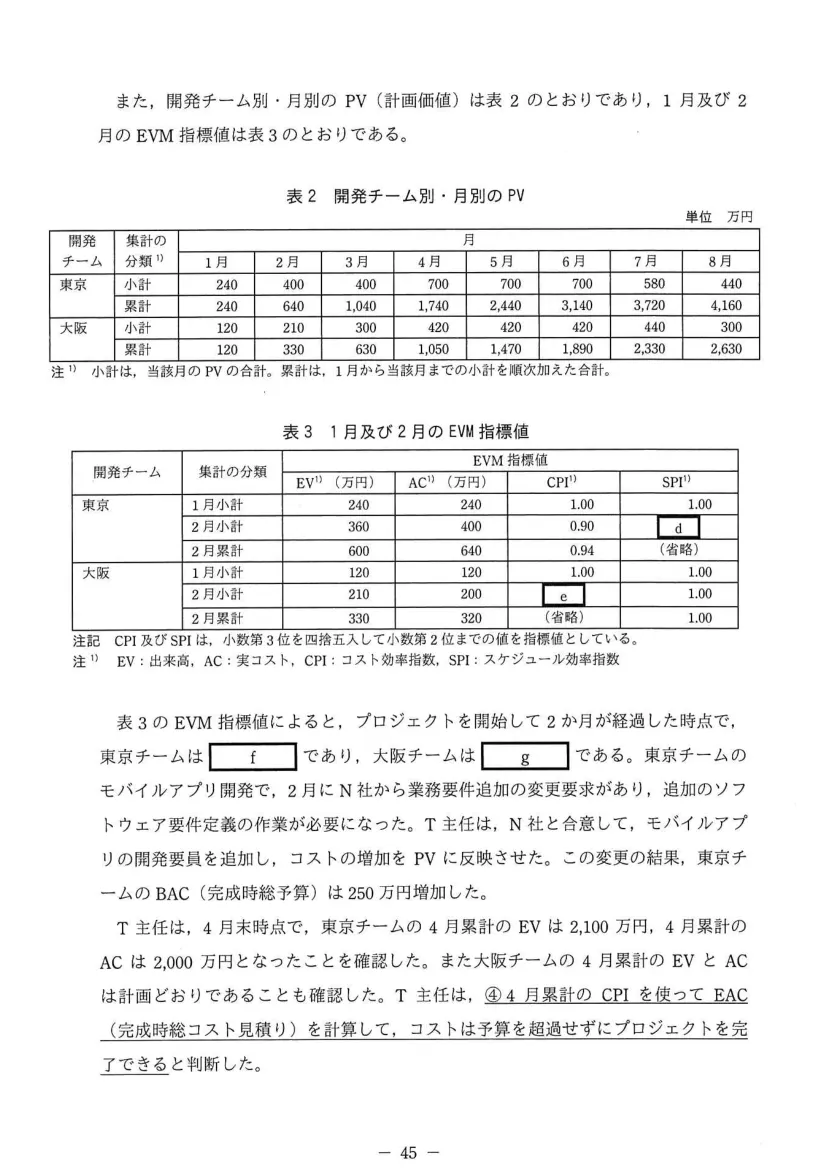 また，開発チーム別・月別の PV（計画価値）は表 2 のとおりであり，1 月及び 2
月の EVM 指標値は表 3 のとおりである。
表 2　開発チーム別・月別の PV
単位　万円
開発チーム 集計の分類 1) 月
1 月 2 月 3 月 4 月 5 月 6 月 7 月 8 月
東京 小計 240 400 400 700 700 700 580 440
累計 240 640 1,040 1,740 2,440 3,140 3,720 4,160
大阪 小計 120 210 300 420 420 420 440 300
累計 120 330 630 1,050 1,470 1,890 2,330 2,630
注 1)　小計は，当該月の PV の合計。累計は，1 月から当該月までの小計を順次加えた合計。
表 3　1 月及び 2 月の EVM 指標値
開発チーム 集計の分類 EVM 指標値
EV1)（万円） AC1)（万円） CPI1) SPI1)
東京 1 月小計 240 240 1.00 1.00
2 月小計 360 400 0.90 d
2 月累計 600 640 0.94 （省略）
大阪 1 月小計 120 120 1.00 1.00
2 月小計 210 200 e 1.00
2 月累計 330 320 （省略） 1.00
注記　CPI 及び SPI は，小数第 3 位を四捨五入して小数第 2 位までの値を指標値としている。
注 1)　EV：出来高，AC：実コスト，CPI：コスト効率指数，SPI：スケジュール効率指数
表 3 の EVM 指標値によると，プロジェクトを開始して 2 か月が経過した時点で，
東京チームは f であり，大阪チームは g である。東京チームの
モバイルアプリ開発で，2 月に N 社から業務要件追加の変更要求があり，追加のソフ
トウェア要件定義の作業が必要になった。T 主任は，N 社と合意して，モバイルアプ
リの開発要員を追加し，コストの増加を PV に反映させた。この変更の結果，東京チ
ームの BAC（完成時総予算）は 250 万円増加した。
T 主任は，4 月末時点で，東京チームの 4 月累計の EV は 2,100 万円，4 月累計の
AC は 2,000 万円となったことを確認した。また大阪チームの 4 月累計の EV と AC
は計画どおりであることも確認した。T 主任は，④4 月累計の CPI を使って EAC
（完成時総コスト見積り）を計算して，コストは予算を超過せずにプロジェクトを完
了できると判断した。
－ 45 －